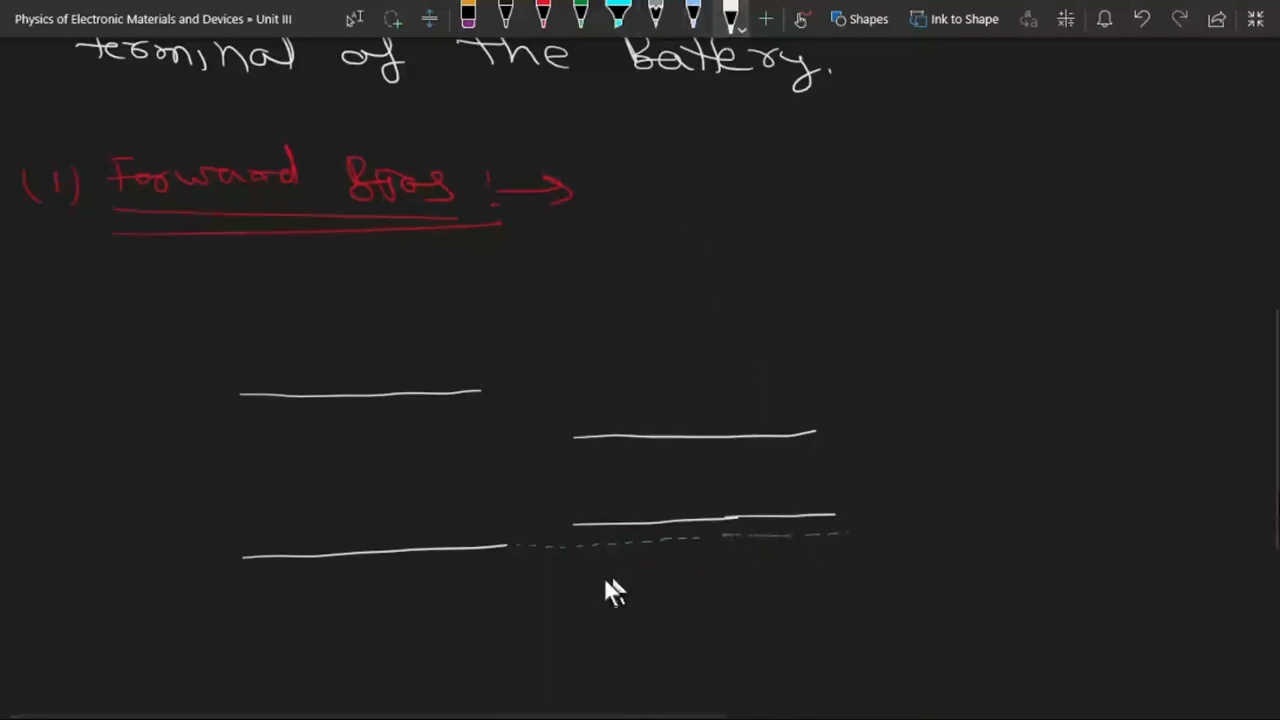 Physics of Electronic Materials and Devices » Unit III
Shapes
Ink to Shape
terminal of the Battery.
(1) Forward Bias :→